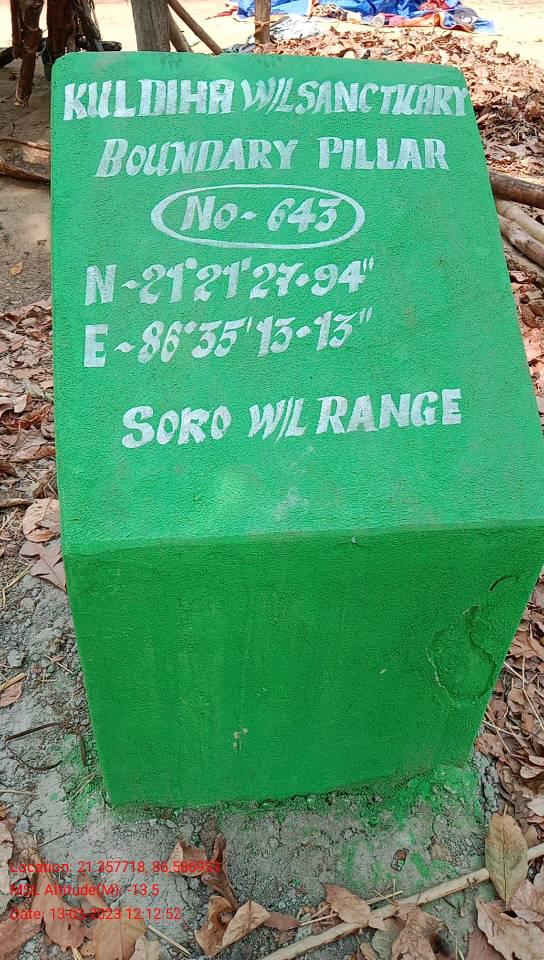 KULDIHA W/L SANCTUARY
BOUNDARY PILLAR
No- 643
N-21°21'27.94"
E-86°35'13.13"
SORO W/L RANGE
Location: 21.357718, 86.586953
MSL Altitude(M): -13.5
Date: 13-03-2023 12:12:52